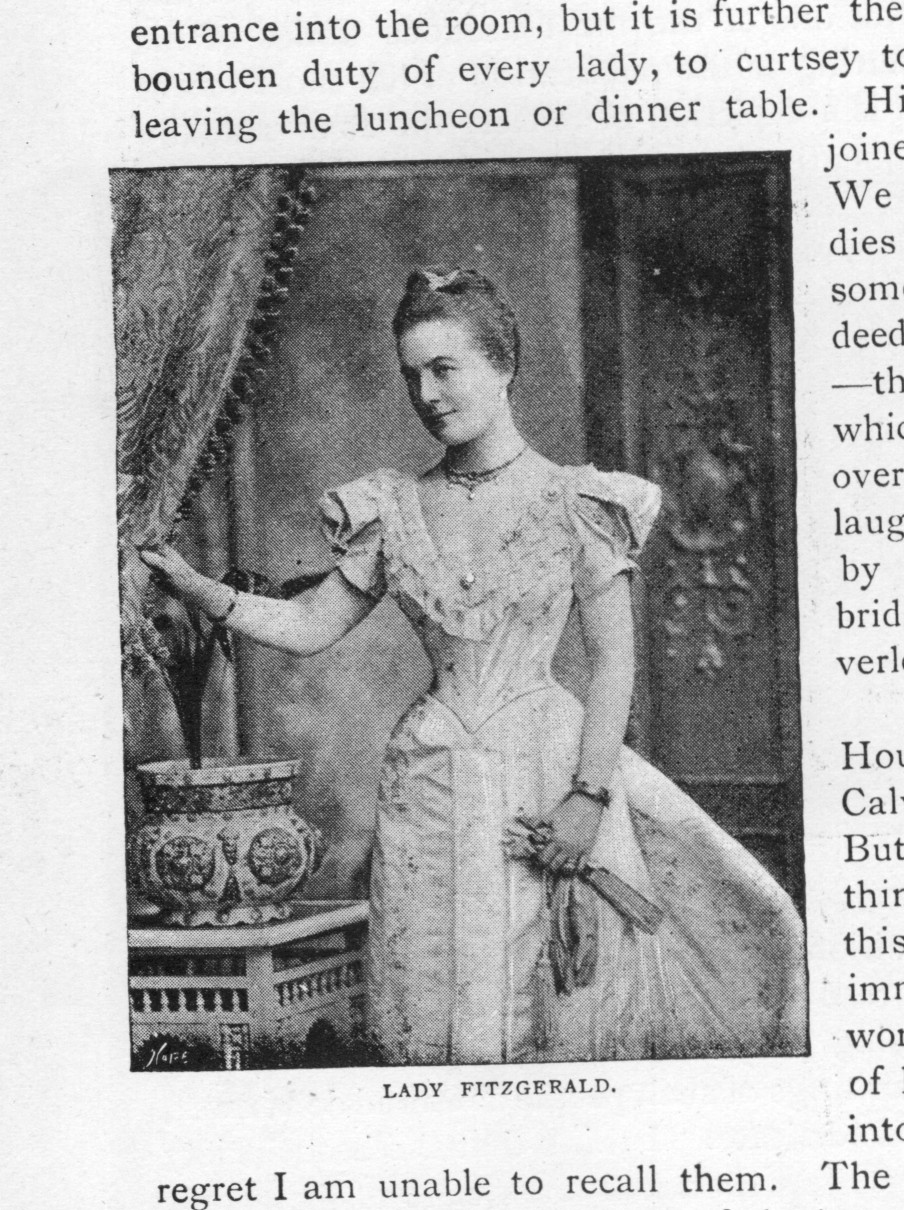 entrance into the room, but it is further the
bounden duty of every lady, to curtsey to
leaving the luncheon or dinner table. Hi
joine
We
dies
some
deed
—th
whic
over
laug
by
brid
verl
Hou
Cal
But
thin
this
imm
wor
of
into
LADY FITZGERALD.
regret I am unable to recall them. The